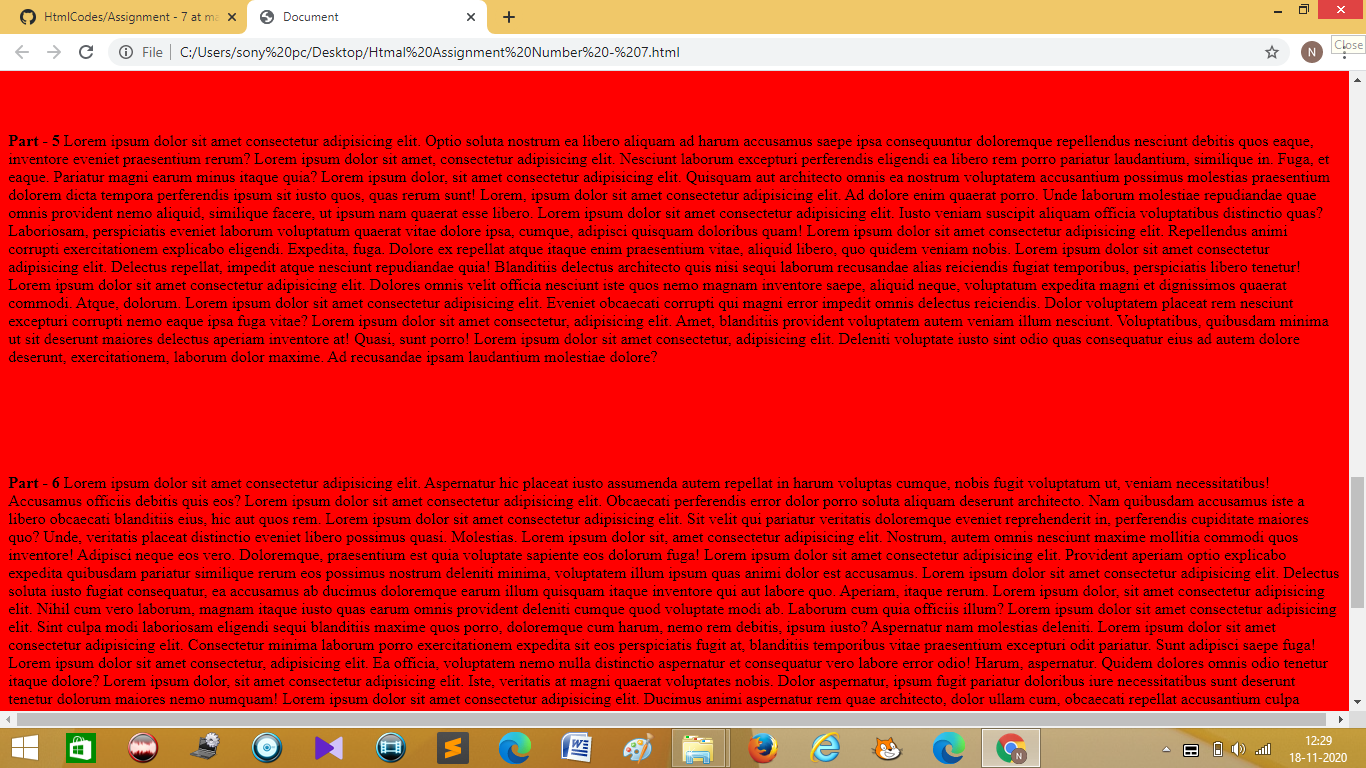 HtmlCodes/Assignment - 7 at ma
Document
Close
File
C:/Users/sony%20pc/Desktop/Htmal%20Assignment%20Number%20-%207.html
N
Part - 5 Lorem ipsum dolor sit amet consectetur adipisicing elit. Optio soluta nostrum ea libero aliquam ad harum accusamus saepe ipsa consequuntur doloremque repellendus nesciunt debitis quos eaque,
inventore eveniet praesentium rerum? Lorem ipsum dolor sit amet, consectetur adipisicing elit. Nesciunt laborum excepturi perferendis eligendi ea libero rem porro pariatur laudantium, similique in. Fuga, et
eaque. Pariatur magni earum minus itaque quia? Lorem ipsum dolor, sit amet consectetur adipisicing elit. Quisquam aut architecto omnis ea nostrum voluptatem accusantium possimus molestias praesentium
dolorem dicta tempora perferendis ipsum sit iusto quos, quas rerum sunt! Lorem, ipsum dolor sit amet consectetur adipisicing elit. Ad dolore enim quaerat porro. Unde laborum molestiae repudiandae quae
omnis provident nemo aliquid, similique facere, ut ipsum nam quaerat esse libero. Lorem ipsum dolor sit amet consectetur adipisicing elit. Iusto veniam suscipit aliquam officia voluptatibus distinctio quas?
Laboriosam, perspiciatis eveniet laborum voluptatum quaerat vitae dolore ipsa, cumque, adipisci quisquam doloribus quam! Lorem ipsum dolor sit amet consectetur adipisicing elit. Repellendus animi
corrupti exercitationem explicabo eligendi. Expedita, fuga. Dolore ex repellat atque itaque enim praesentium vitae, aliquid libero, quo quidem veniam nobis. Lorem ipsum dolor sit amet consectetur
adipisicing elit. Delectus repellat, impedit atque nesciunt repudiandae quia! Blanditiis delectus architecto quis nisi sequi laborum recusandae alias reiciendis fugiat temporibus, perspiciatis libero tenetur!
Lorem ipsum dolor sit amet consectetur adipisicing elit. Dolores omnis velit officia nesciunt iste quos nemo magnam inventore saepe, aliquid neque, voluptatum expedita magni et dignissimos quaerat
commodi. Atque, dolorum. Lorem ipsum dolor sit amet consectetur adipisicing elit. Eveniet obcaecati corrupti qui magni error impedit omnis delectus reiciendis. Dolor voluptatem placeat rem nesciunt
excepturi corrupti nemo eaque ipsa fuga vitae? Lorem ipsum dolor sit amet consectetur, adipisicing elit. Amet, blanditiis provident voluptatem autem veniam illum nesciunt. Voluptatibus, quibusdam minima
ut sit deserunt maiores delectus aperiam inventore at! Quasi, sunt porro! Lorem ipsum dolor sit amet consectetur, adipisicing elit. Deleniti voluptate iusto sint odio quas consequatur eius ad autem dolore
deserunt, exercitationem, laborum dolor maxime. Ad recusandae ipsam laudantium molestiae dolore?
Part - 6 Lorem ipsum dolor sit amet consectetur adipisicing elit. Aspernatur hic placeat iusto assumenda autem repellat in harum voluptas cumque, nobis fugit voluptatum ut, veniam necessitatibus!
Accusamus officiis debitis quis eos? Lorem ipsum dolor sit amet consectetur adipisicing elit. Obcaecati perferendis error dolor porro soluta aliquam deserunt architecto. Nam quibusdam accusamus iste a
libero obcaecati blanditiis eius, hic aut quos rem. Lorem ipsum dolor sit amet consectetur adipisicing elit. Sit velit qui pariatur veritatis doloremque eveniet reprehenderit in, perferendis cupiditate maiores
quo? Unde, veritatis placeat distinctio eveniet libero possimus quasi. Molestias. Lorem ipsum dolor sit, amet consectetur adipisicing elit. Nostrum, autem omnis nesciunt maxime mollitia commodi quos
inventore! Adipisci neque eos vero. Doloremque, praesentium est quia voluptate sapiente eos dolorum fuga! Lorem ipsum dolor sit amet consectetur adipisicing elit. Provident aperiam optio explicabo
expedita quibusdam pariatur similique rerum eos possimus nostrum deleniti minima, voluptatem illum ipsum quas animi dolor est accusamus. Lorem ipsum dolor sit amet consectetur adipisicing elit. Delectus
soluta iusto fugiat consequatur, ea accusamus ab ducimus doloremque earum illum quisquam itaque inventore qui aut labore quo. Aperiam, itaque rerum. Lorem ipsum dolor, sit amet consectetur adipisicing
elit. Nihil cum vero laborum, magnam itaque iusto quas earum omnis provident deleniti cumque quod voluptate modi ab. Laborum cum quia officiis illum? Lorem ipsum dolor sit amet consectetur adipisicing
elit. Sint culpa modi laboriosam eligendi sequi blanditiis maxime quos porro, doloremque cum harum, nemo rem debitis, ipsum iusto? Aspernatur nam molestias deleniti. Lorem ipsum dolor sit amet
consectetur adipisicing elit. Consectetur minima laborum porro exercitationem expedita sit eos perspiciatis fugit at, blanditiis temporibus vitae praesentium excepturi odit pariatur. Sunt adipisci saepe fuga!
Lorem ipsum dolor sit amet consectetur, adipisicing elit. Ea officia, voluptatem nemo nulla distinctio aspernatur et consequatur vero labore error odio! Harum, aspernatur. Quidem dolores omnis odio tenetur
itaque dolore? Lorem ipsum dolor, sit amet consectetur adipisicing elit. Iste, veritatis at magni quaerat voluptates nobis. Dolor aspernatur, ipsum fugit pariatur doloribus iure necessitatibus sunt deserunt
tenetur dolorum maiores nemo numquam! Lorem ipsum dolor sit amet consectetur adipisicing elit. Ducimus animi aspernatur rem quae architecto, dolor ullam cum, obcaecati repellat accusantium culpa
N
12:29
18-11-2020